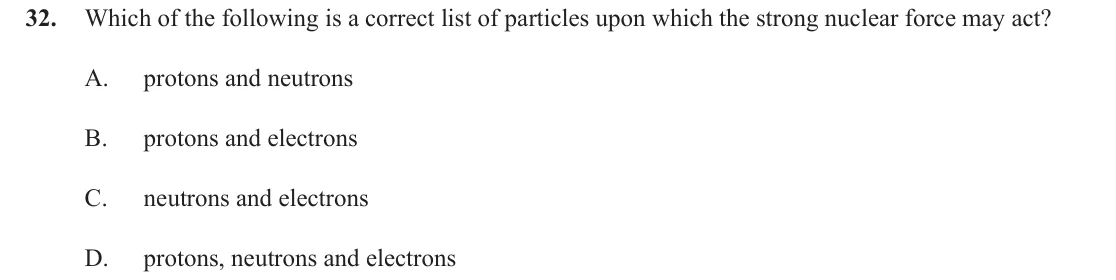 32. Which of the following is a correct list of particles upon which the strong nuclear force may act?
A. protons and neutrons
B. protons and electrons
C. neutrons and electrons
D. protons, neutrons and electrons